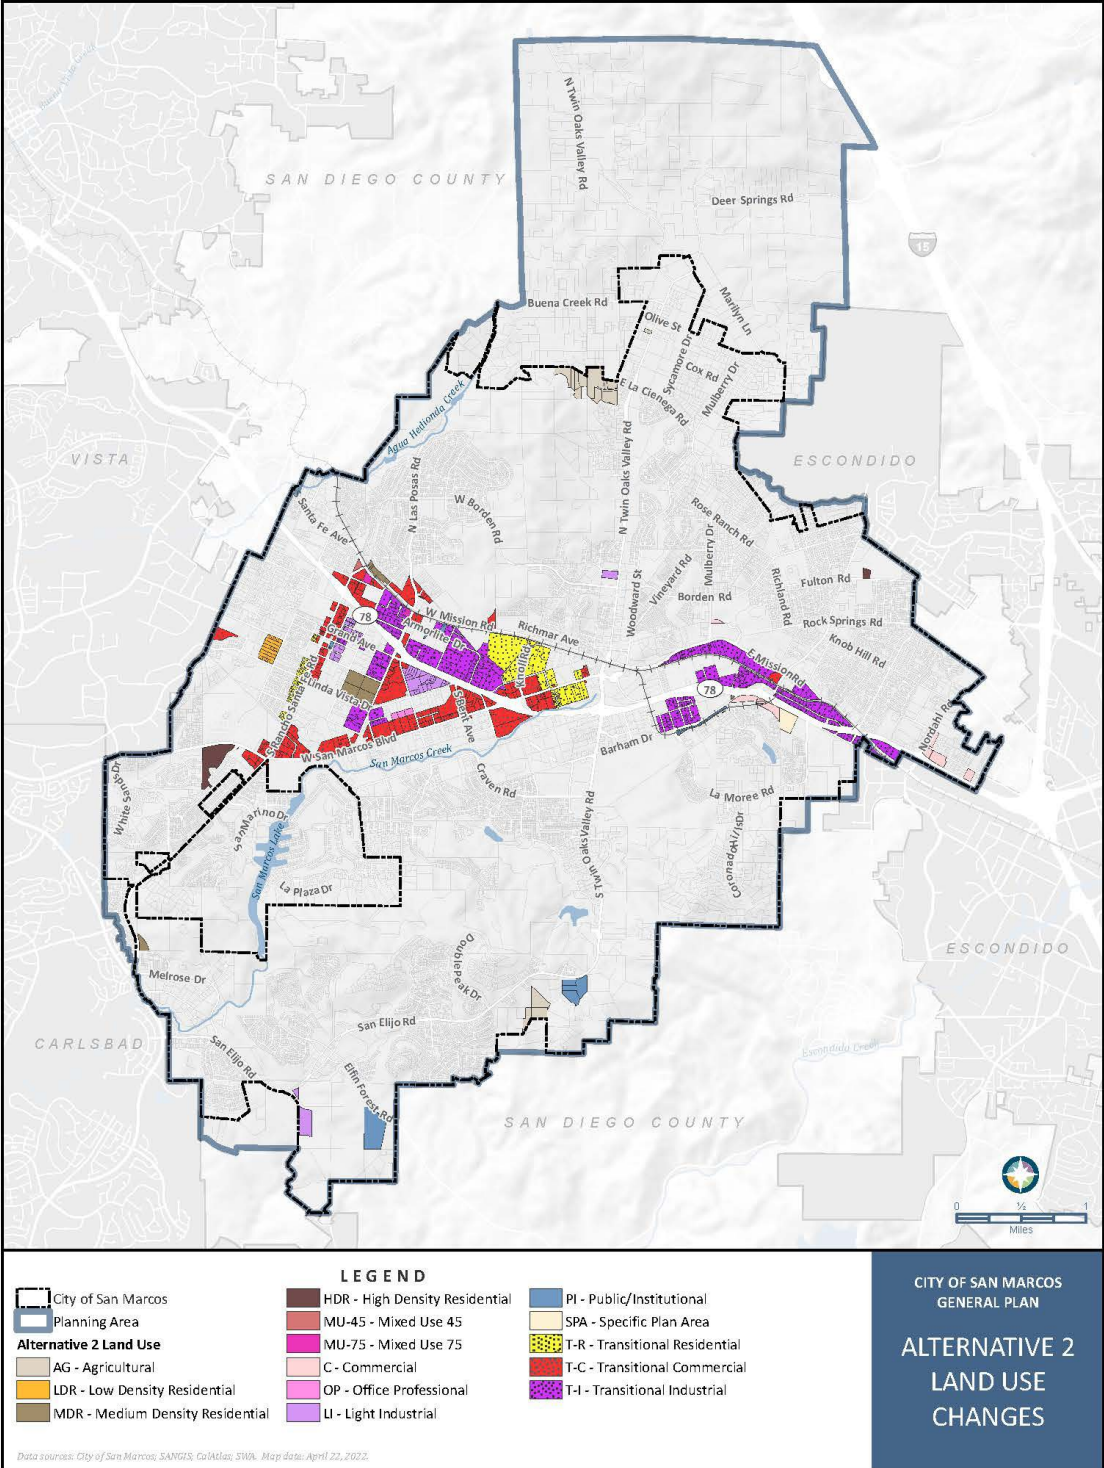 Buena Vista Creek
N Twin Oaks Valley Rd
SAN DIEGO COUNTY
Deer Springs Rd
15
Buena Creek Rd
Marilyn Ln
Olive St
Sycamore Dr
Cox Rd
Mulberry Dr
E La Cienega Rd
Agua Hedionda Creek
VISTA
ESCONDIDO
N Las Posas Rd
W Borden Rd
N Twin Oaks Valley Rd
Rose Ranch Rd
S Santa Fe Ave
Mulberry Dr
Vineyard Rd
Woodward St
Richland Rd
Fulton Rd
Borden Rd
78
W Mission Rd
Richmar Ave
Rock Springs Rd
Grand Ave
Armorlite Dr
Knob Hill Rd
Knoll Rd
E Mission Rd
Linda Vista Dr
78
S Rancho Santa Fe Rd
S Bent Ave
Nordahl Rd
W San Marcos Blvd
Barham Dr
San Marcos Creek
White Sands Dr
Craven Rd
La Moree Rd
San Marino Dr
San Marcos Lake
S Twin Oaks Valley Rd
Coronado Hills Dr
La Plaza Dr
ESCONDIDO
Melrose Dr
Double Peak Dr
San Elijo Rd
CARLSBAD
San Elijo Rd
Elfin Forest Rd
Escondido Creek
SAN DIEGO COUNTY
0 ½ 1
Miles
LEGEND
City of San Marcos
Planning Area
Alternative 2 Land Use
AG - Agricultural
LDR - Low Density Residential
MDR - Medium Density Residential
HDR - High Density Residential
MU-45 - Mixed Use 45
MU-75 - Mixed Use 75
C - Commercial
OP - Office Professional
LI - Light Industrial
PI - Public/Institutional
SPA - Specific Plan Area
T-R - Transitional Residential
T-C - Transitional Commercial
T-I - Transitional Industrial
Data sources: City of San Marcos; SANGIS; CalAtlas; SWA. Map date: April 22, 2022.
CITY OF SAN MARCOS
GENERAL PLAN
ALTERNATIVE 2
LAND USE
CHANGES